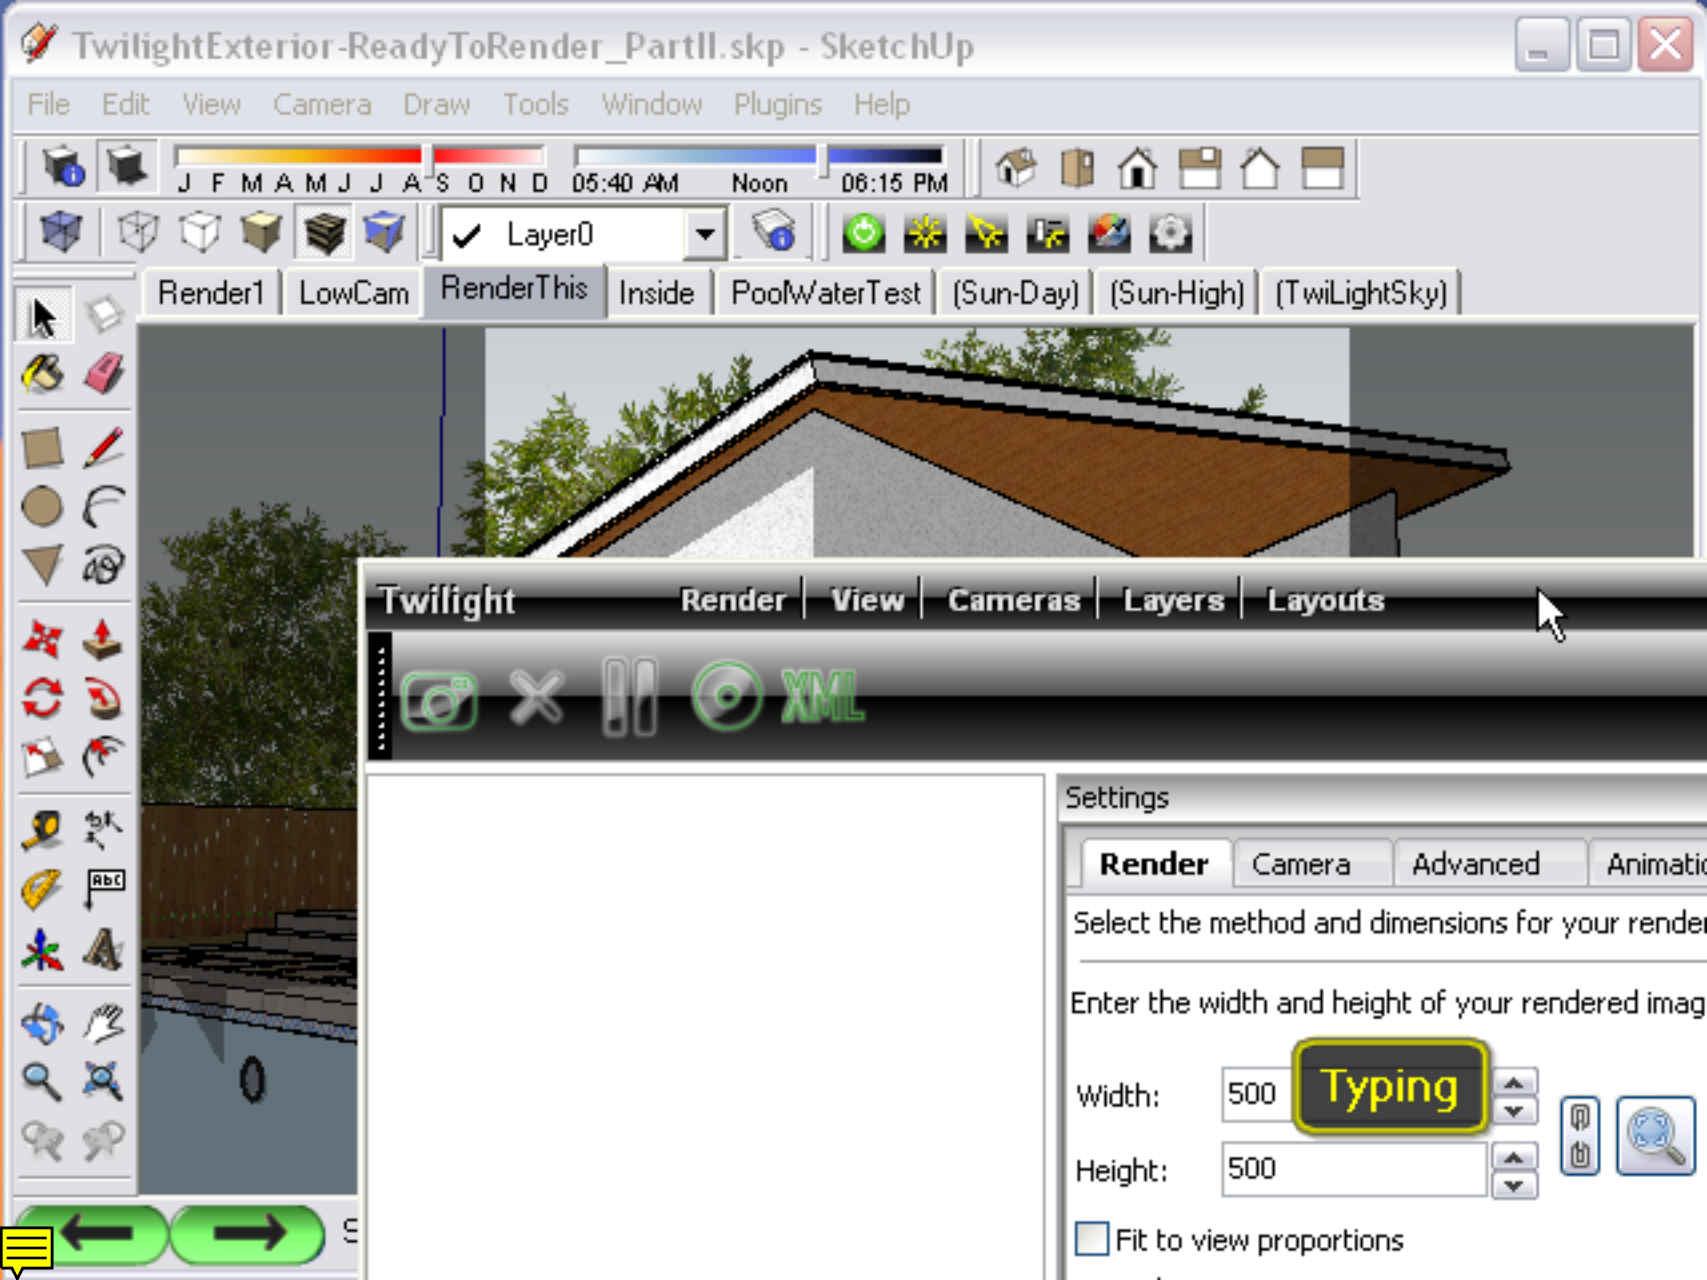 TwilightExterior-ReadyToRender_PartII.skp - SketchUp
File Edit View Camera Draw Tools Window Plugins Help
J F M A M J J A S O N D 05:40 AM Noon 06:15 PM
Layer0
Render1 LowCam RenderThis Inside PoolWaterTest (Sun-Day) (Sun-High) (TwiLightSky)
Twilight Render View Cameras Layers Layouts
XML
Settings
Render Camera Advanced
Abc
Select the method and dimensions for your
A
Enter the width and height of your rendered
Width: 500 Typing
Height: 500
Fit to view proportions